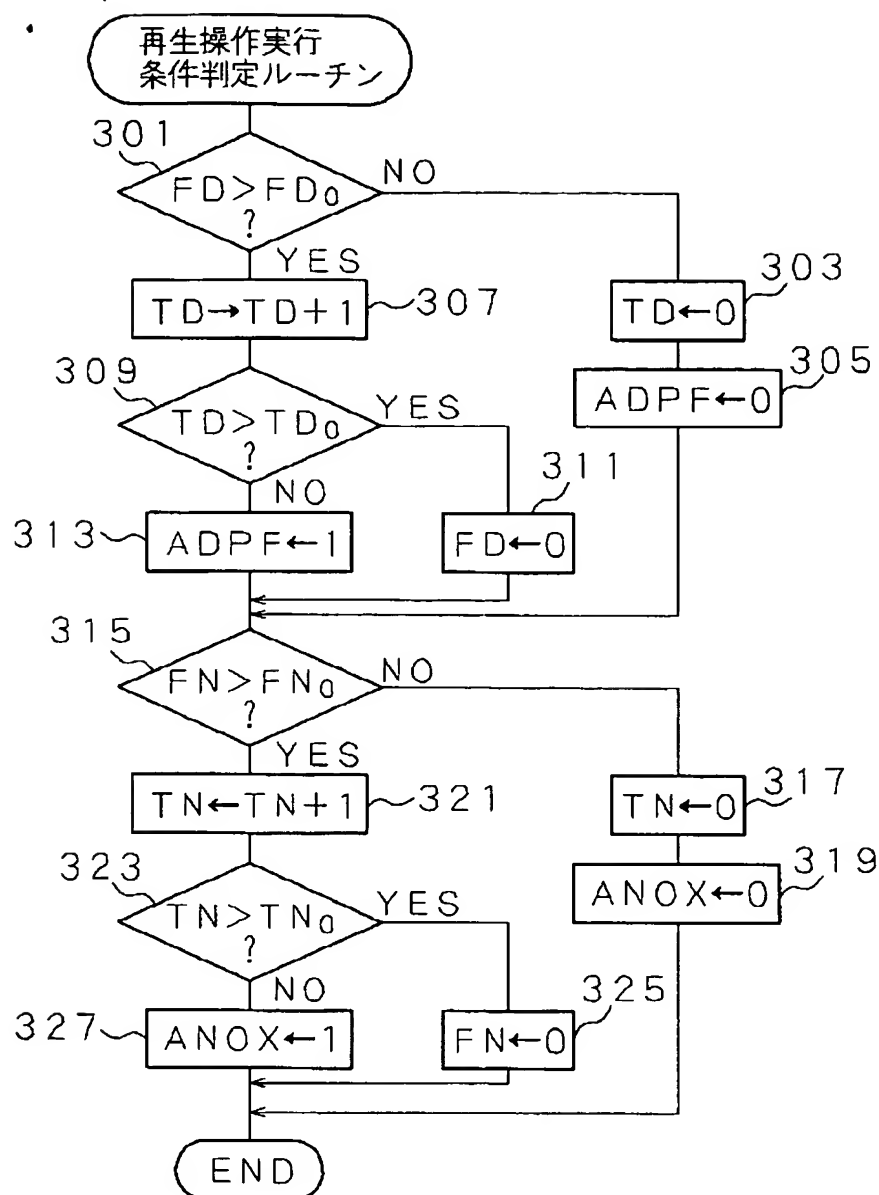 再生操作実行
条件判定ルーチン
301
FD>FD₀
?
NO
YES
303
TD←0
TD→TD+1
307
305
ADPF←0
309
TD>TD₀
?
YES
NO
311
313
ADPF←1
FD←0
315
FN>FN₀
?
NO
YES
317
TN←0
TN←TN+1
321
319
ANOX←0
323
TN>TN₀
?
YES
NO
325
327
ANOX←1
FN←0
END